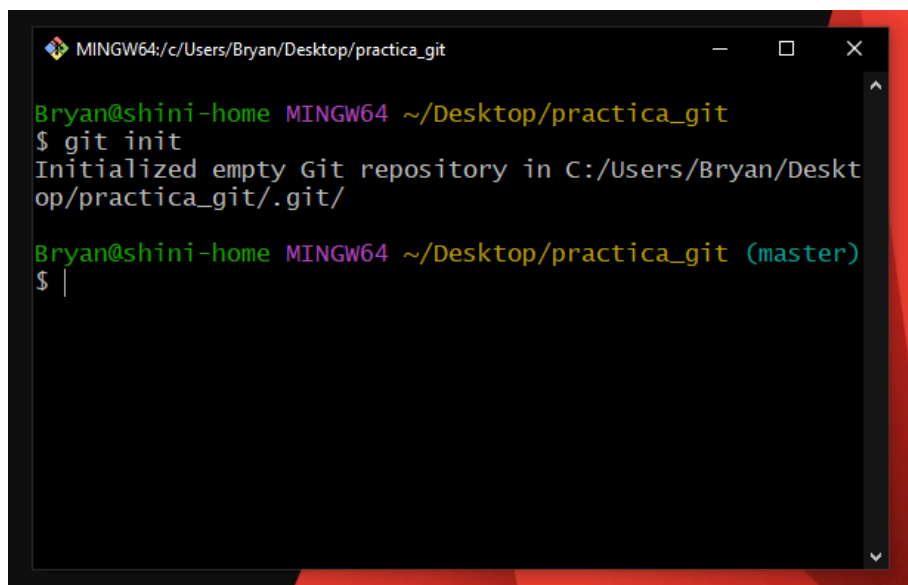 MINGW64:/c/Users/Bryan/Desktop/practica_git
Bryan@shini-home MINGW64 ~/Desktop/practica_git
$ git init
Initialized empty Git repository in C:/Users/Bryan/Deskt
op/practica_git/.git/
Bryan@shini-home MINGW64 ~/Desktop/practica_git (master)
$